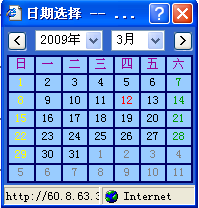 日期选择 -- ...
2009年 3月
日 一 二 三 四 五 六
1 2 3 4 5 6 7
8 9 10 11 12 13 14
15 16 17 18 19 20 21
22 23 24 25 26 27 28
29 30 31 1 2 3 4
5 6 7 8 9 10 11
http://60.8.63.3 Internet